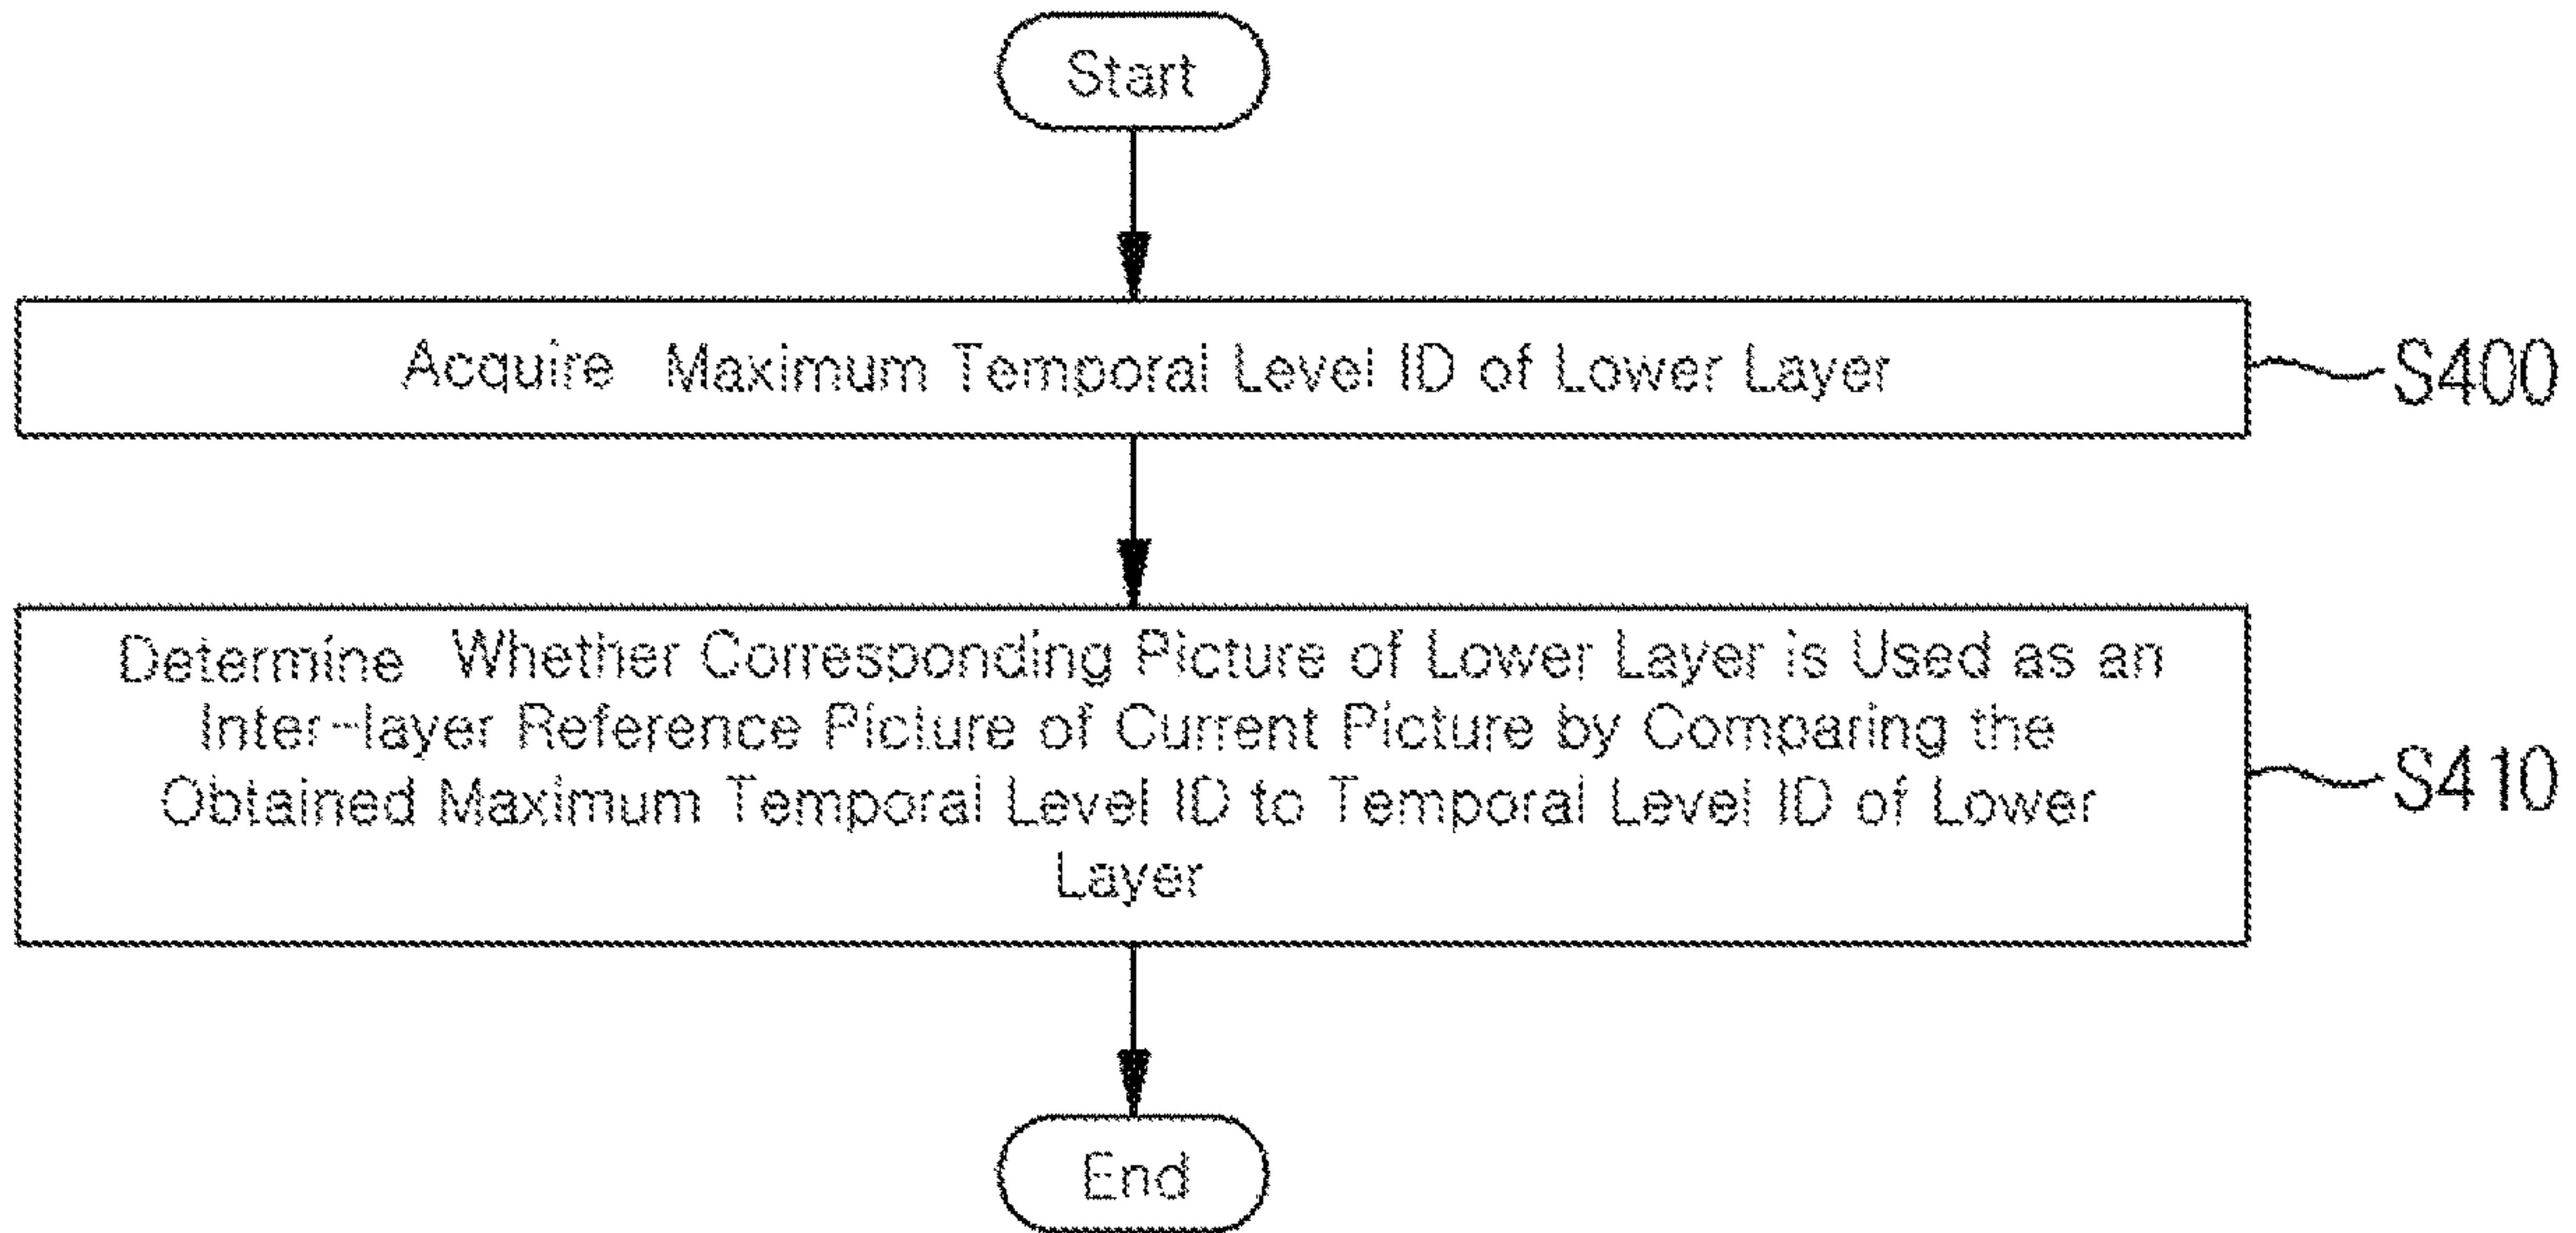 Start
Acquire Maximum Temporal Level ID of Lower Layer
S400
Determine Whether Corresponding Picture of Lower Layer is Used as an
Inter-layer Reference Picture of Current Picture by Comparing the
Obtained Maximum Temporal Level ID to Temporal Level ID of Lower
Layer
S410
End